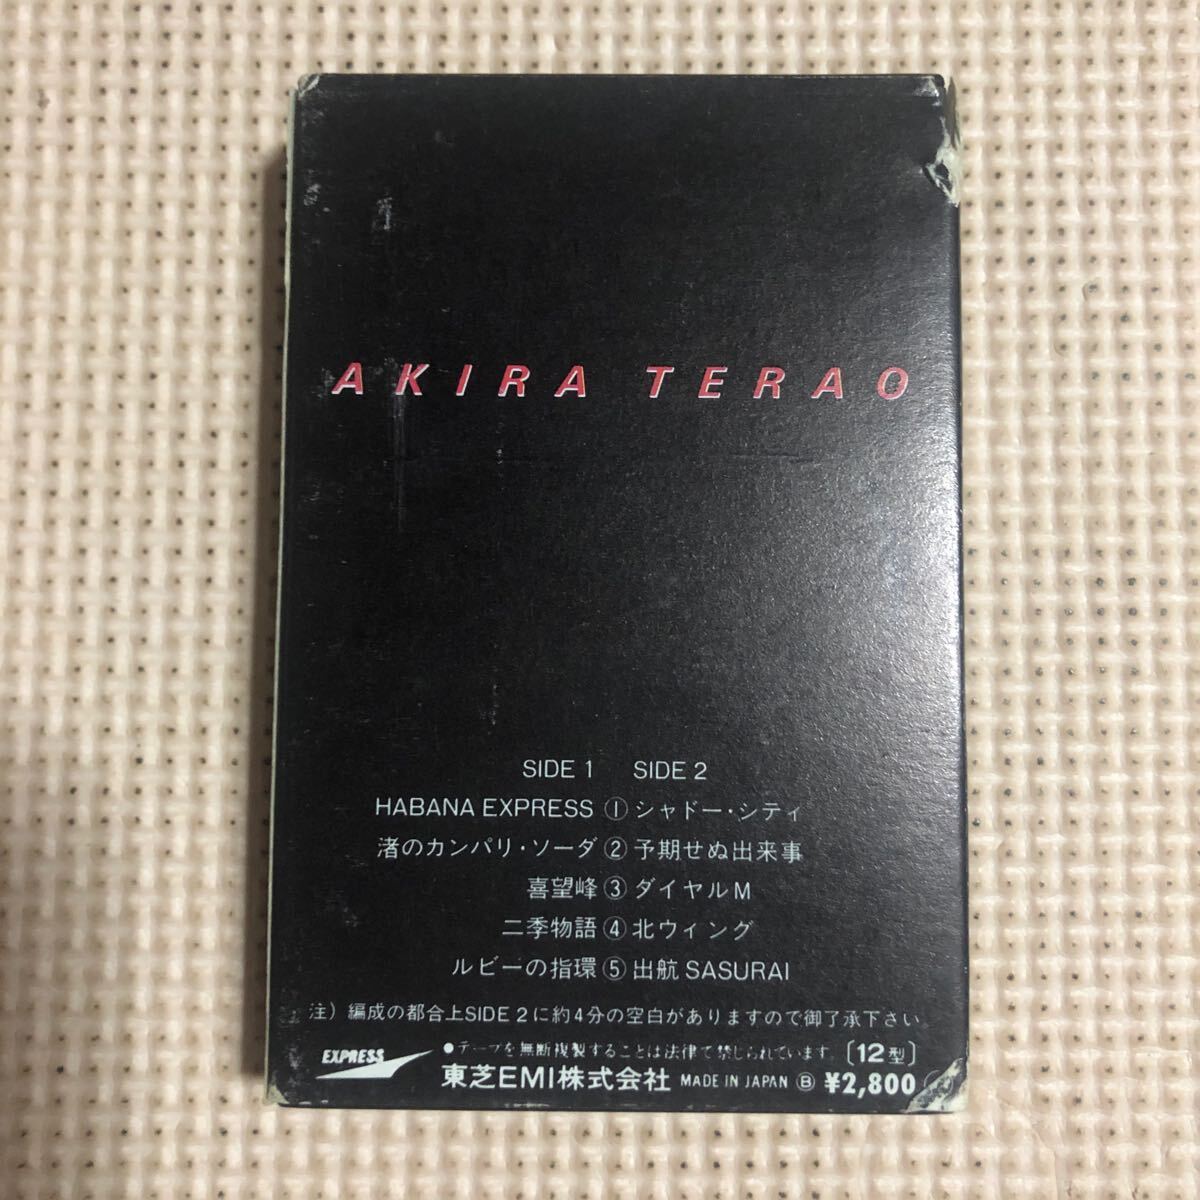 AKIRA TERAO
SIDE 1 SIDE 2
HABANA EXPRESS ① シャドー・シティ
渚のカンパリ・ソーダ ② 予期せぬ出来事
喜望峰 ③ ダイヤルM
二季物語 ④ 北ウィング
ルビーの指環 ⑤ 出航 SASURAI
注)編成の都合上SIDE 2に約4分の空白がありますので御了承下さい。
EXPRESS ●テープを無断複製することは法律で禁じられています。〔12型〕
東芝EMI株式会社 MADE IN JAPAN Ⓑ ¥2,800